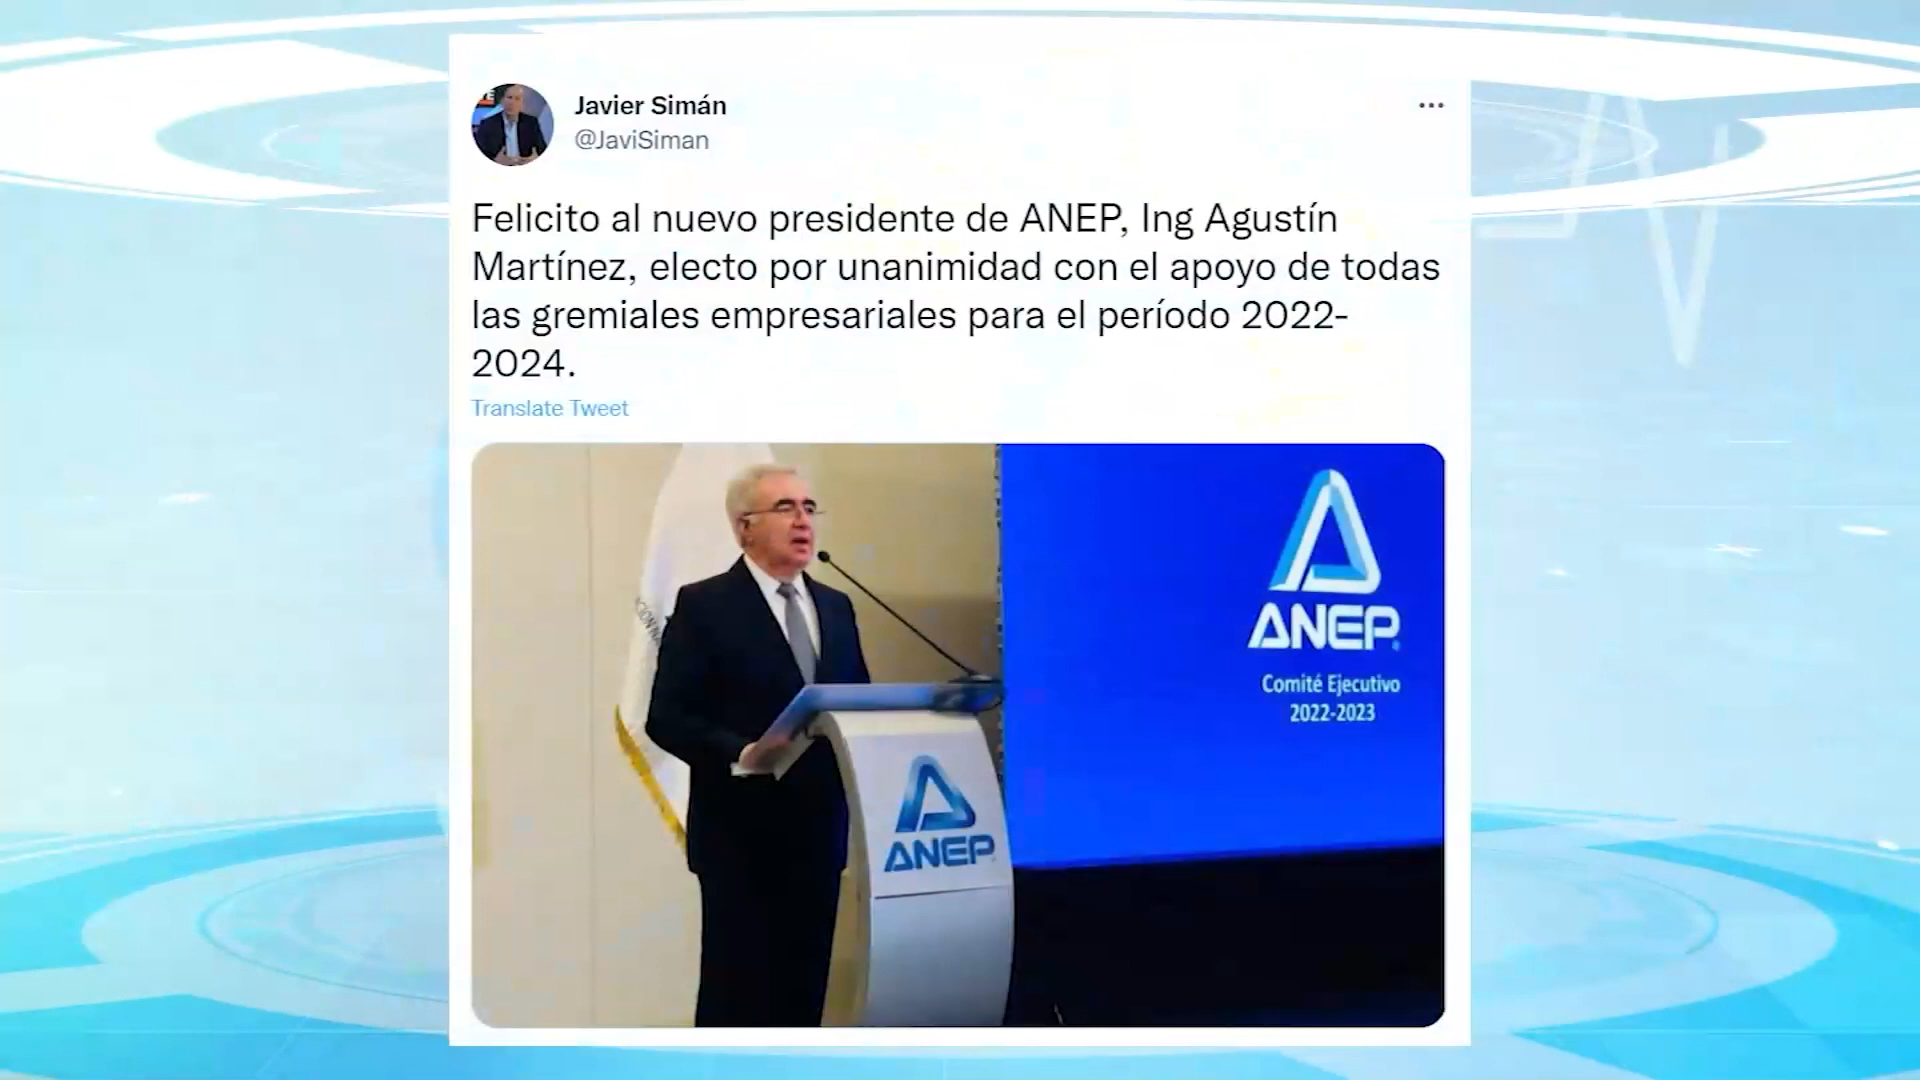 Javier Simán
@JaviSiman
Felicito al nuevo presidente de ANEP, Ing Agustín
Martínez, electo por unanimidad con el apoyo de todas
las gremiales empresariales para el período 2022-
2024.
Translate Tweet
ANEP
Comité Ejecutivo
2022-2023
ANEP